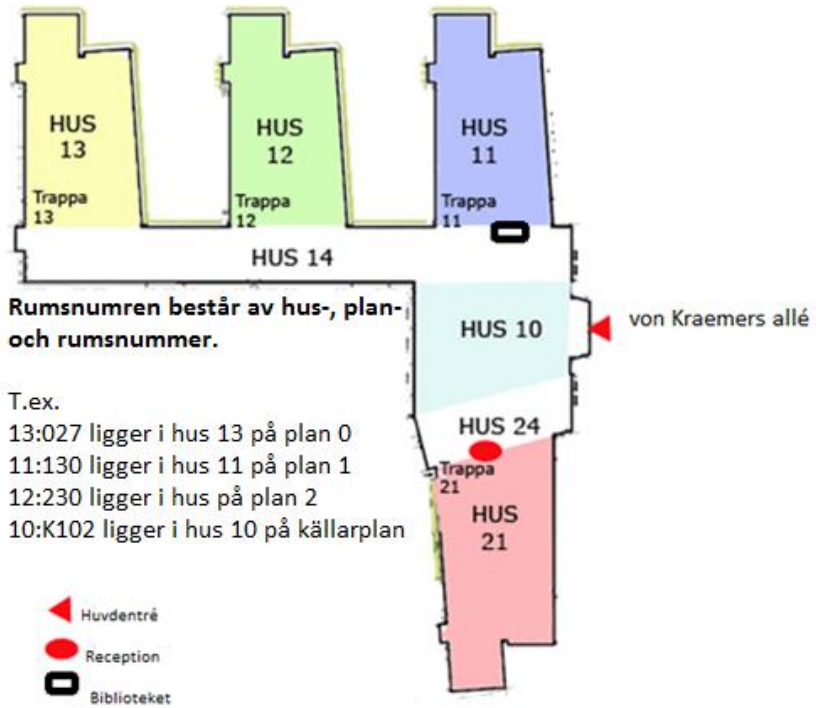 HUS
13
HUS
12
HUS
11
Trappa
13
Trappa
12
Trappa
11
HUS 14
Rumsnumren består av hus-, plan-
och rumsnummer.
HUS 10
von Kraemers allé
T.ex.
13:027 ligger i hus 13 på plan 0
11:130 ligger i hus 11 på plan 1
12:230 ligger i hus på plan 2
10:K102 ligger i hus 10 på källarplan
HUS 24
Trappa
21
HUS
21
Huvdentré
Reception
Biblioteket